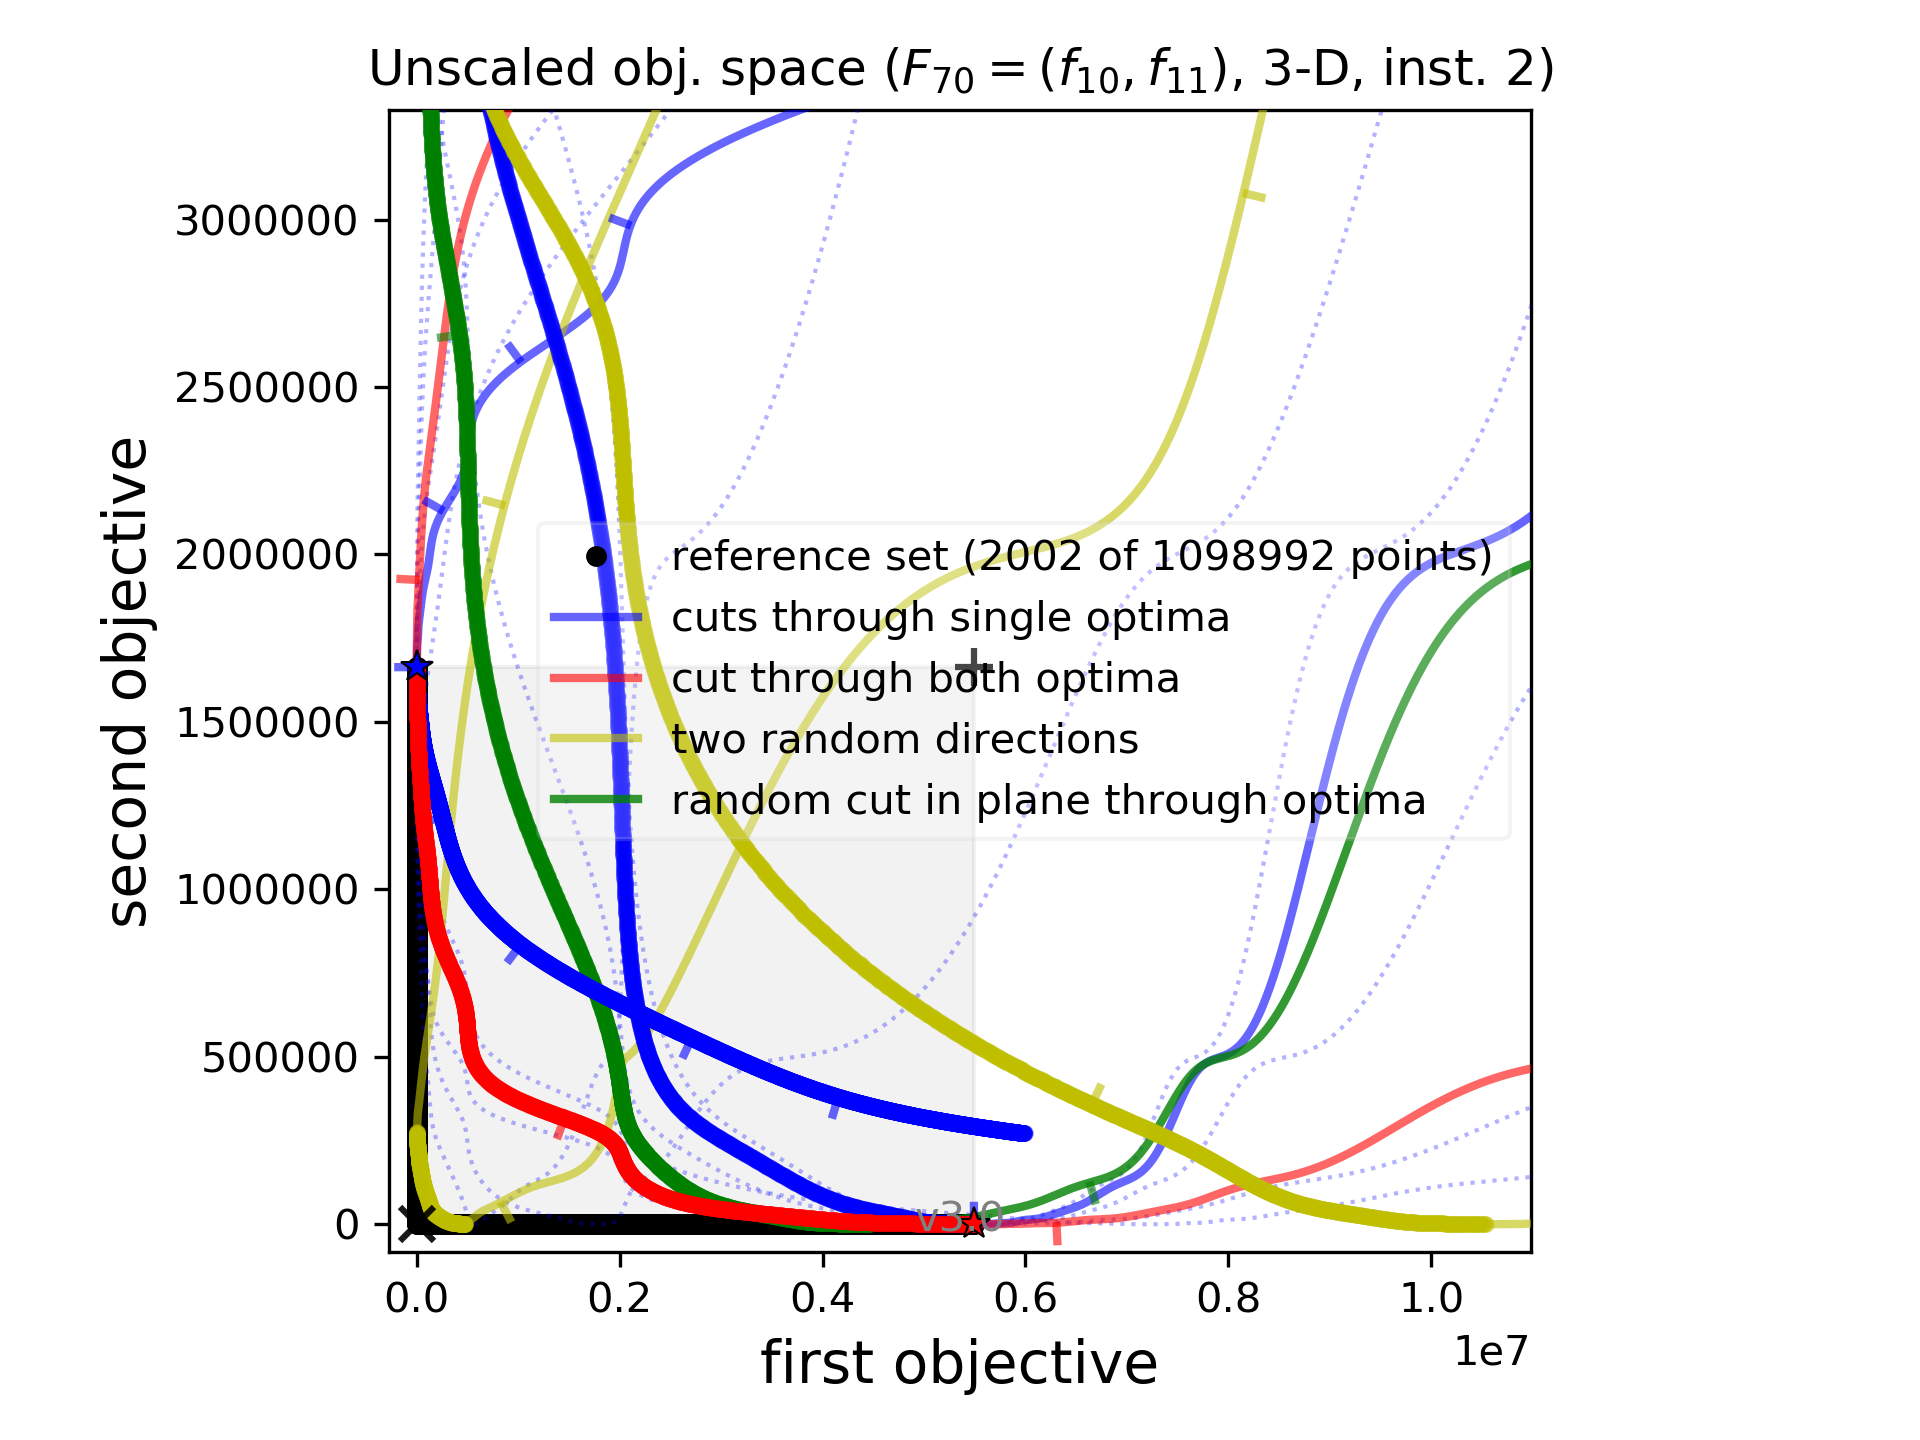 Unscaled obj. space (F70 = (f10, f11), 3-D, inst. 2)
second objective
3000000
2500000
2000000
1500000
1000000
500000
0
reference set (2002 of 1098992 points)
cuts through single optima
cut through both optima
two random directions
random cut in plane through optima
v3.0
0.0 0.2 0.4 0.6 0.8 1.0
1e7
first objective